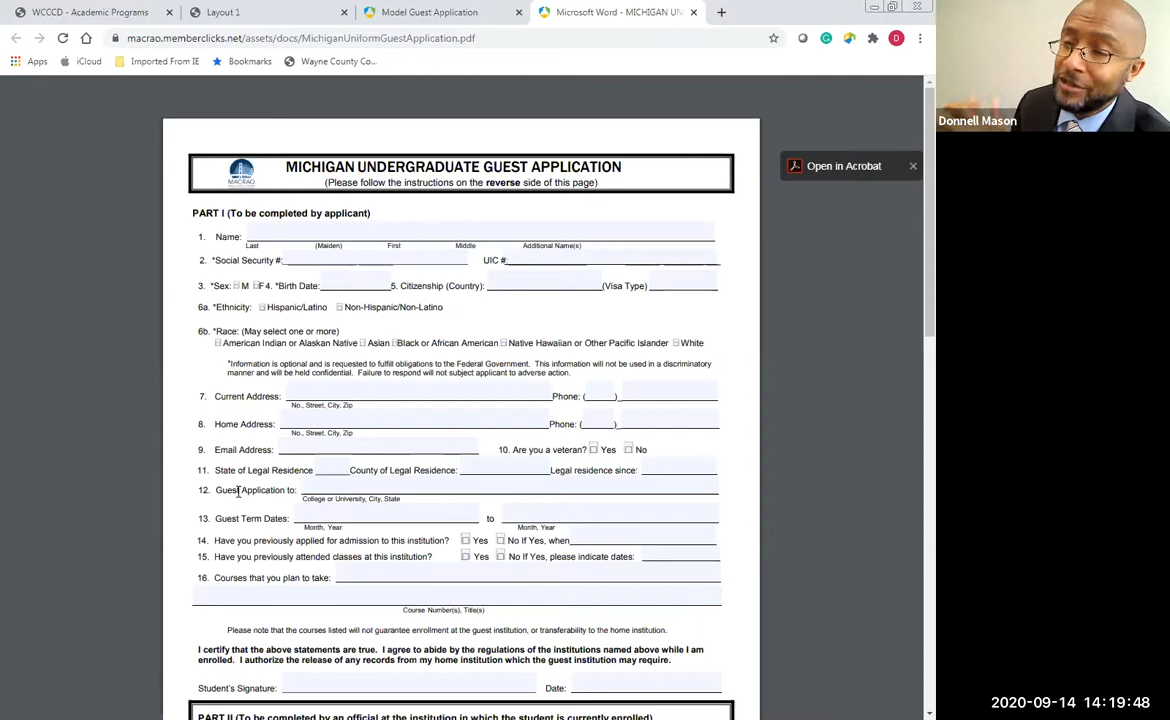 WCCCD - Academic Programs
Layout 1
Model Guest Application
Microsoft Word - MICHIGAN UN
macrao.memberclicks.net/assets/docs/MichiganUniformGuestApplication.pdf
D
Apps
iCloud
Imported From IE
Bookmarks
Wayne County Co...
Donnell Mason
Open in Acrobat
MACRAO
MICHIGAN UNDERGRADUATE GUEST APPLICATION
(Please follow the instructions on the reverse side of this page)
PART I (To be completed by applicant)
1. Name:
Last (Maiden) First Middle Additional Name(s)
2. *Social Security #: UIC #:
3. *Sex: M F 4. *Birth Date: 5. Citizenship (Country): (Visa Type)
6a. *Ethnicity: Hispanic/Latino Non-Hispanic/Non-Latino
6b. *Race: (May select one or more)
American Indian or Alaskan Native Asian Black or African American Native Hawaiian or Other Pacific Islander White
*Information is optional and is requested to fulfill obligations to the Federal Government. This information will not be used in a discriminatory
manner and will be held confidential. Failure to respond will not subject applicant to adverse action.
7. Current Address: Phone: ( )
No., Street, City, Zip
8. Home Address: Phone: ( )
No., Street, City, Zip
9. Email Address: 10. Are you a veteran? Yes No
11. State of Legal Residence County of Legal Residence: Legal residence since:
12. Guest Application to:
College or University, City, State
13. Guest Term Dates: to
Month, Year Month, Year
14. Have you previously applied for admission to this institution? Yes No If Yes, when
15. Have you previously attended classes at this institution? Yes No If Yes, please indicate dates:
16. Courses that you plan to take:
Course Number(s), Title(s)
Please note that the courses listed will not guarantee enrollment at the guest institution, or transferability to the home institution.
I certify that the above statements are true. I agree to abide by the regulations of the institutions named above while I am
enrolled. I authorize the release of any records from my home institution which the guest institution may require.
Student's Signature: Date:
PART II (To be completed by an official at the institution in which the student is currently enrolled)
2020-09-14 14:19:48